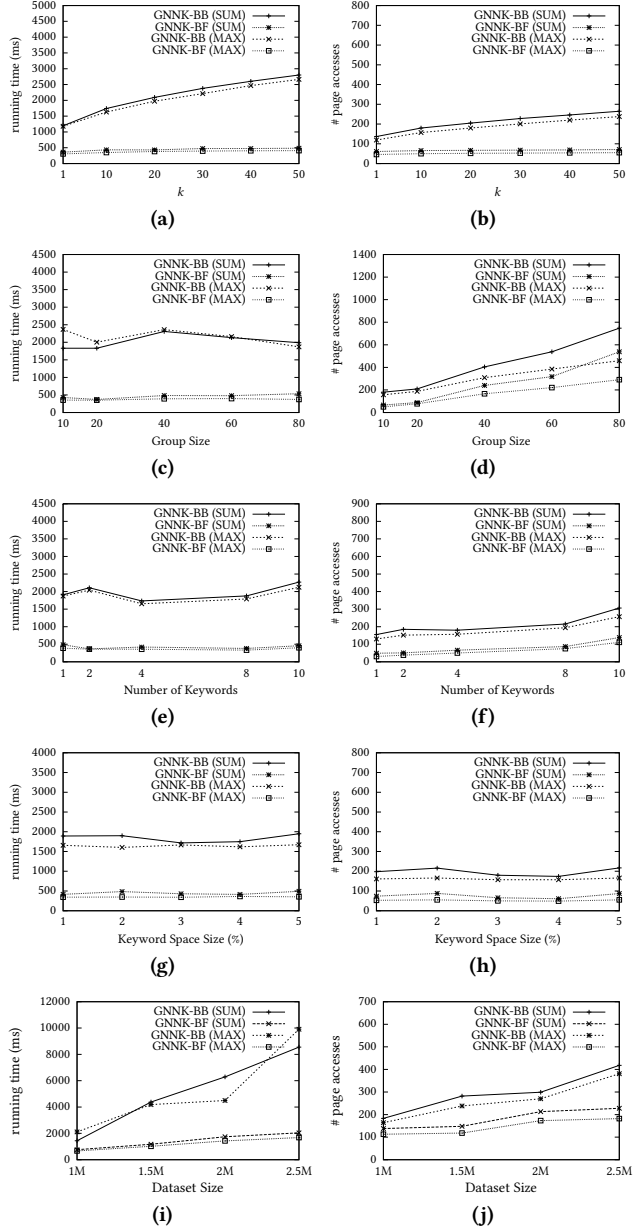 running time (ms)
5000
4500
4000
3500
3000
2500
2000
1500
1000
500
0
GNNK-BB (SUM)
GNNK-BF (SUM)
GNNK-BB (MAX)
GNNK-BF (MAX)
1 10 20 30 40 50
k
(a)
# page accesses
800
700
600
500
400
300
200
100
0
GNNK-BB (SUM)
GNNK-BF (SUM)
GNNK-BB (MAX)
GNNK-BF (MAX)
1 10 20 30 40 50
k
(b)
running time (ms)
4500
4000
3500
3000
2500
2000
1500
1000
500
0
GNNK-BB (SUM)
GNNK-BF (SUM)
GNNK-BB (MAX)
GNNK-BF (MAX)
10 20 40 60 80
Group Size
(c)
# page accesses
1400
1200
1000
800
600
400
200
0
GNNK-BB (SUM)
GNNK-BF (SUM)
GNNK-BB (MAX)
GNNK-BF (MAX)
10 20 40 60 80
Group Size
(d)
running time (ms)
4500
4000
3500
3000
2500
2000
1500
1000
500
0
GNNK-BB (SUM)
GNNK-BF (SUM)
GNNK-BB (MAX)
GNNK-BF (MAX)
1 2 4 8 10
Number of Keywords
(e)
# page accesses
900
800
700
600
500
400
300
200
100
0
GNNK-BB (SUM)
GNNK-BF (SUM)
GNNK-BB (MAX)
GNNK-BF (MAX)
1 2 4 8 10
Number of Keywords
(f)
running time (ms)
4000
3500
3000
2500
2000
1500
1000
500
0
GNNK-BB (SUM)
GNNK-BF (SUM)
GNNK-BB (MAX)
GNNK-BF (MAX)
1 2 3 4 5
Keyword Space Size (%)
(g)
# page accesses
800
700
600
500
400
300
200
100
0
GNNK-BB (SUM)
GNNK-BF (SUM)
GNNK-BB (MAX)
GNNK-BF (MAX)
1 2 3 4 5
Keyword Space Size (%)
(h)
running time (ms)
12000
10000
8000
6000
4000
2000
0
GNNK-BB (SUM)
GNNK-BF (SUM)
GNNK-BB (MAX)
GNNK-BF (MAX)
1M 1.5M 2M 2.5M
Dataset Size
(i)
# page accesses
700
600
500
400
300
200
100
0
GNNK-BB (SUM)
GNNK-BF (SUM)
GNNK-BB (MAX)
GNNK-BF (MAX)
1M 1.5M 2M 2.5M
Dataset Size
(j)